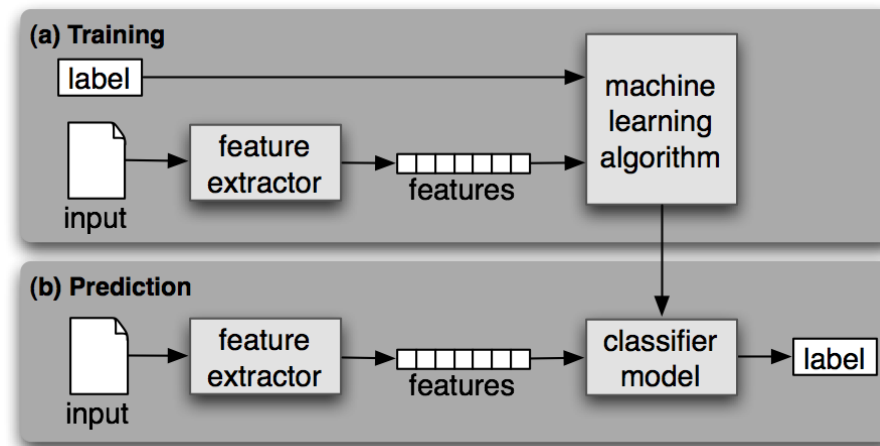 (a) Training
label
machine
learning
algorithm
feature
extractor
features
input
(b) Prediction
feature
extractor
features
classifier
model
label
input